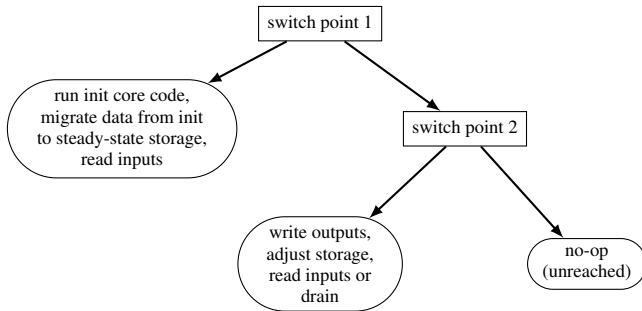 switch point 1
run init core code,
migrate data from init
to steady-state storage,
read inputs
switch point 2
write outputs,
adjust storage,
read inputs or
drain
no-op
(unreached)